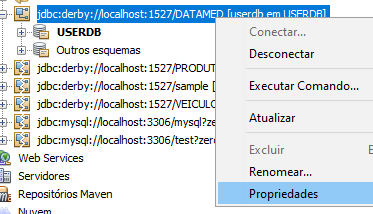 jdbc:derby://localhost:1527/DATAMED [userdb em USERDB]
USERDB
Outros esquemas
jdbc:derby://localhost:1527/PRODUT
jdbc:derby://localhost:1527/sample [
jdbc:derby://localhost:1527/VEICULO
jdbc:mysql://localhost:3306/mysql?ze
jdbc:mysql://localhost:3306/test?zero
Web Services
Servidores
Repositórios Maven
Nuvem
Conectar...
Desconectar
Executar Comando...
Atualizar
Excluir
Renomear...
Propriedades